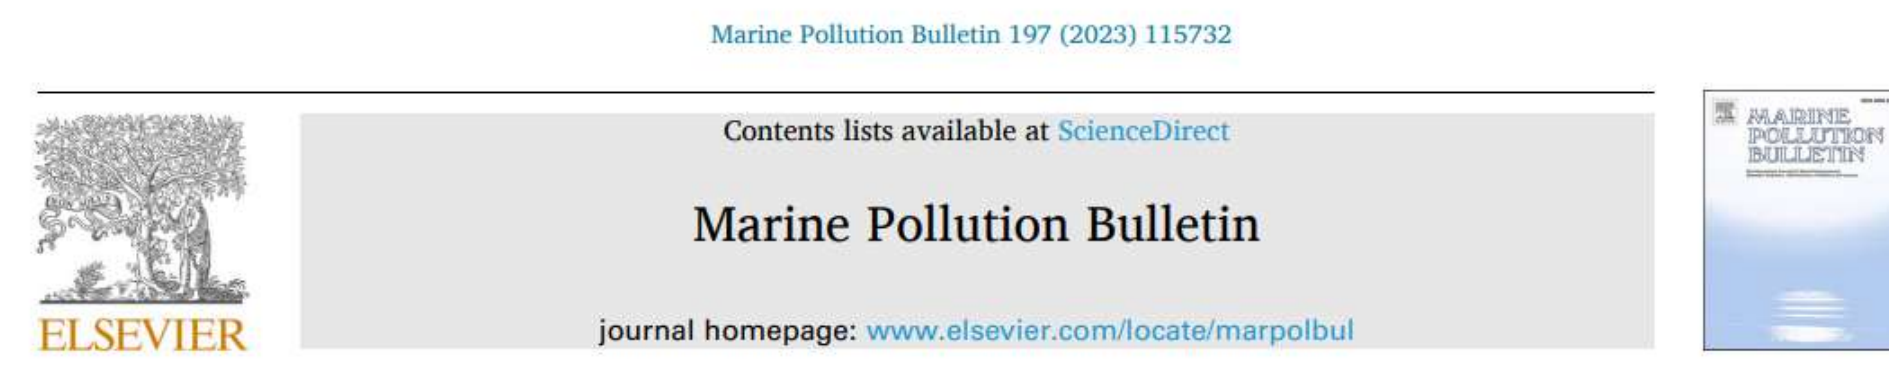 Marine Pollution Bulletin 197 (2023) 115732
Contents lists available at ScienceDirect
Marine Pollution Bulletin
journal homepage: www.elsevier.com/locate/marpolbul
ELSEVIER
MARINE
POLLUTION
BULLETIN